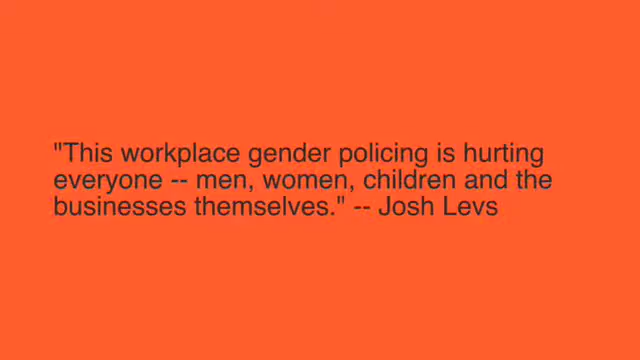 "This workplace gender policing is hurting
everyone -- men, women, children and the
businesses themselves." -- Josh Levs